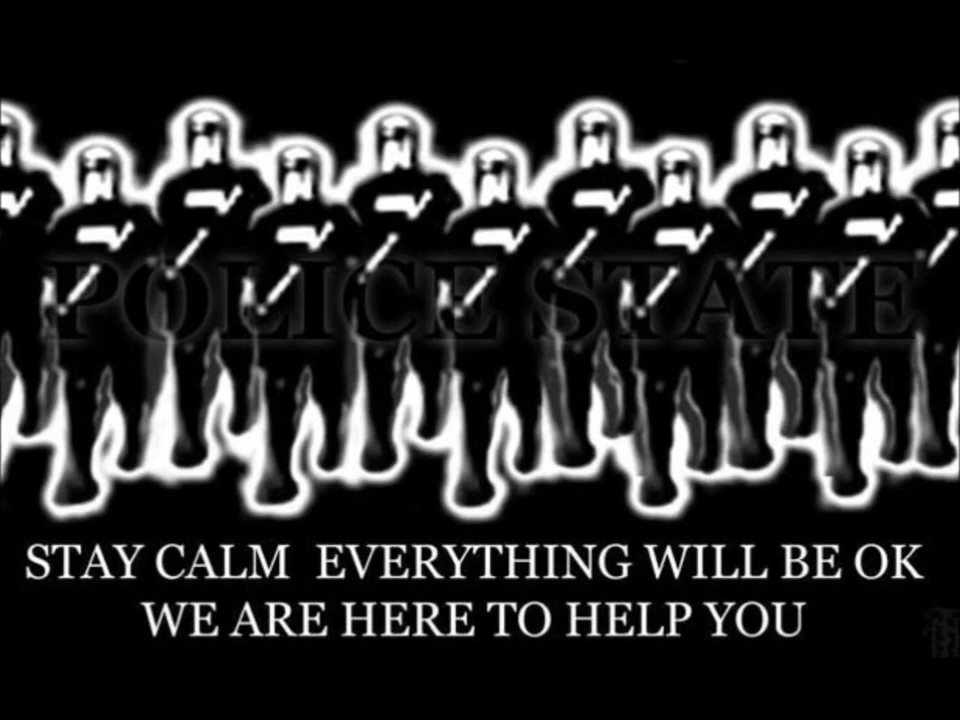 POLICE STATE
STAY CALM EVERYTHING WILL BE OK
WE ARE HERE TO HELP YOU